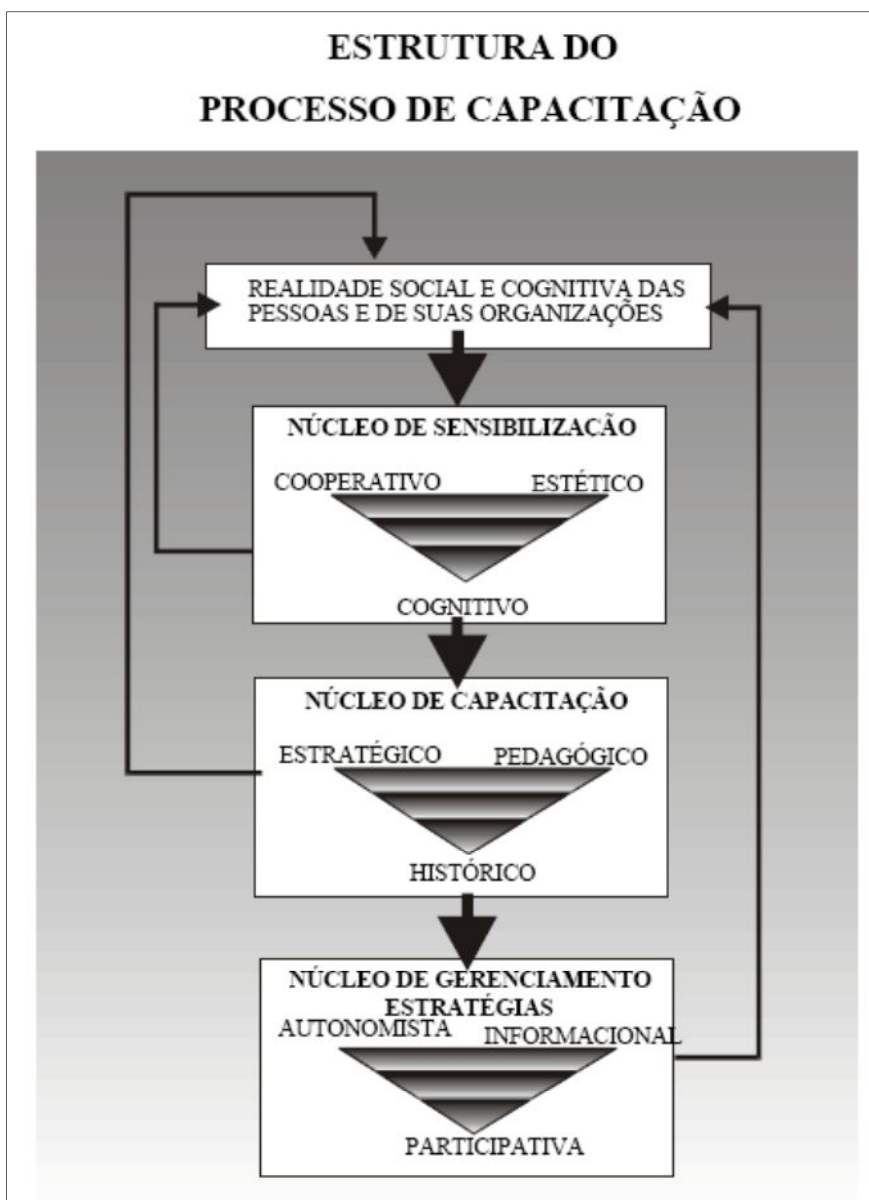 ESTRUTURA DO
PROCESSO DE CAPACITAÇÃO
REALIDADE SOCIAL E COGNITIVA DAS
PESSOAS E DE SUAS ORGANIZAÇÕES
NÚCLEO DE SENSIBILIZAÇÃO
COOPERATIVO
ESTÉTICO
COGNITIVO
NÚCLEO DE CAPACITAÇÃO
ESTRATÉGICO
PEDAGÓGICO
HISTÓRICO
NÚCLEO DE GERENCIAMENTO
ESTRATÉGIAS
AUTONOMISTA
INFORMACIONAL
PARTICIPATIVA